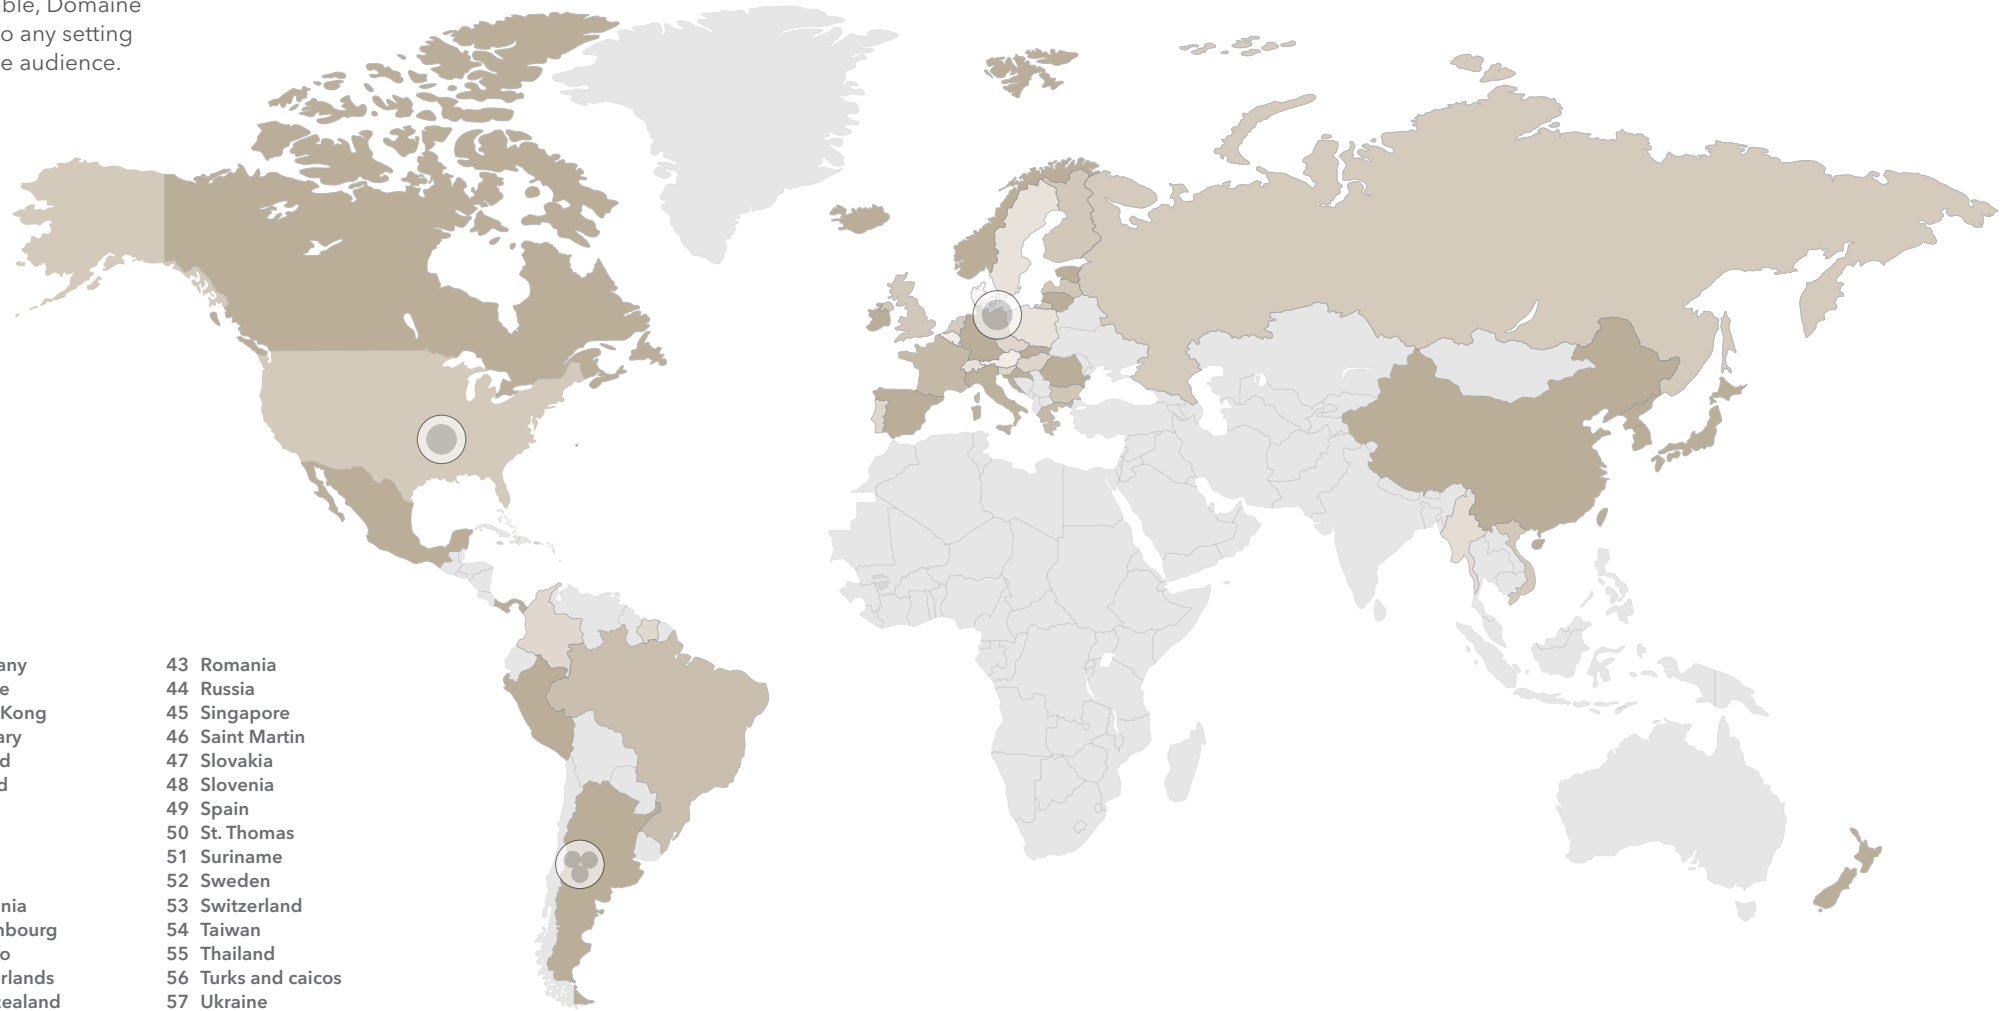 able, Domaine
o any setting
e audience.
any
e
Kong
ary
d
d
nia
nbourg
o
rlands
ealand
43 Romania
44 Russia
45 Singapore
46 Saint Martin
47 Slovakia
48 Slovenia
49 Spain
50 St. Thomas
51 Suriname
52 Sweden
53 Switzerland
54 Taiwan
55 Thailand
56 Turks and caicos
57 Ukraine